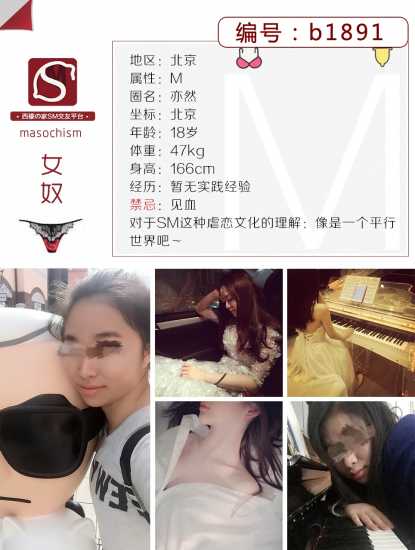 编号：b1891
S
•西檬の家SM交友平台•
masochism
女
奴
地区：北京
属性：M
圈名：亦然
坐标：北京
年龄：18岁
体重：47kg
身高：166cm
经历：暂无实践经验
禁忌：见血
对于SM这种虐恋文化的理解：像是一个平行
世界吧～
M